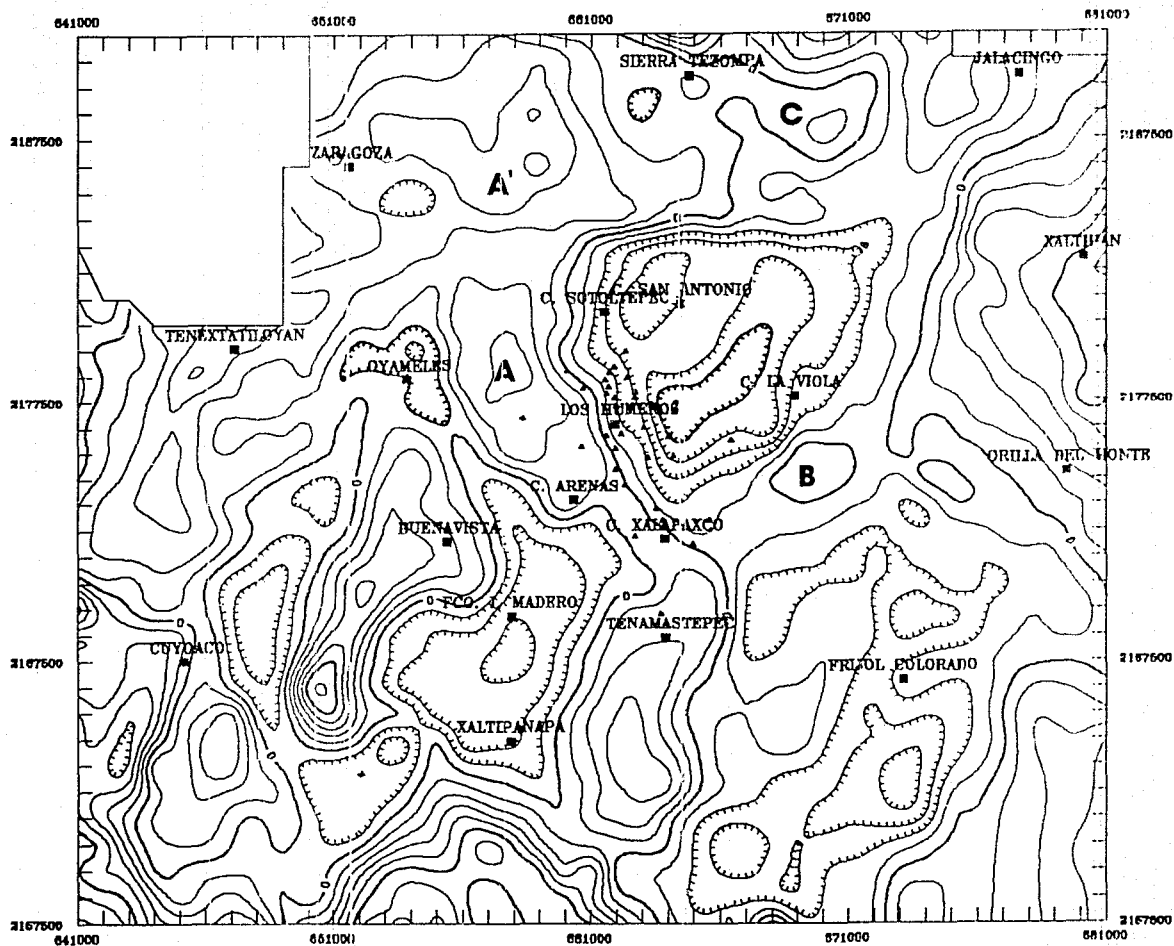 641000 651000 661000 671000 681000
SIERRA TEZOMPA
JALACINGO
C
2187500 2187500
ZARAGOZA
A'
XALTIPAN
C. SAN ANTONIO
C. SOTOLTEPEC
TENEXTATILOYAN
OYAMELES
A
C. LA VIOLA
2177500 2177500
LOS HUMEROS
ORILLA DEL MONTE
B
C. ARENAS
BUENAVISTA
C. XALAPAXCO
FCO. I. MADERO
TENAMASTEPEC
CUYOACO
2167500 2167500
FRIJOL COLORADO
XALTIPANAPA
2167500 2167500
641000 651000 661000 671000 681000